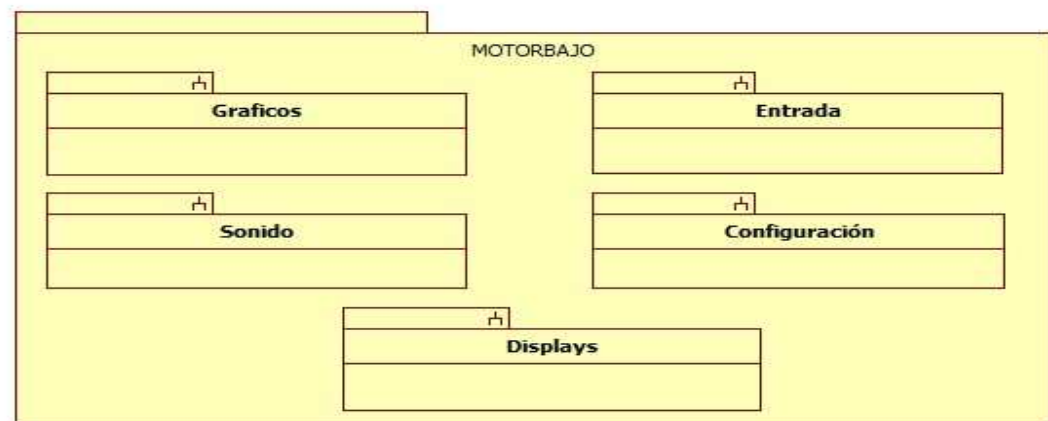 MOTORBAJO
Graficos
Entrada
Sonido
Configuración
Displays